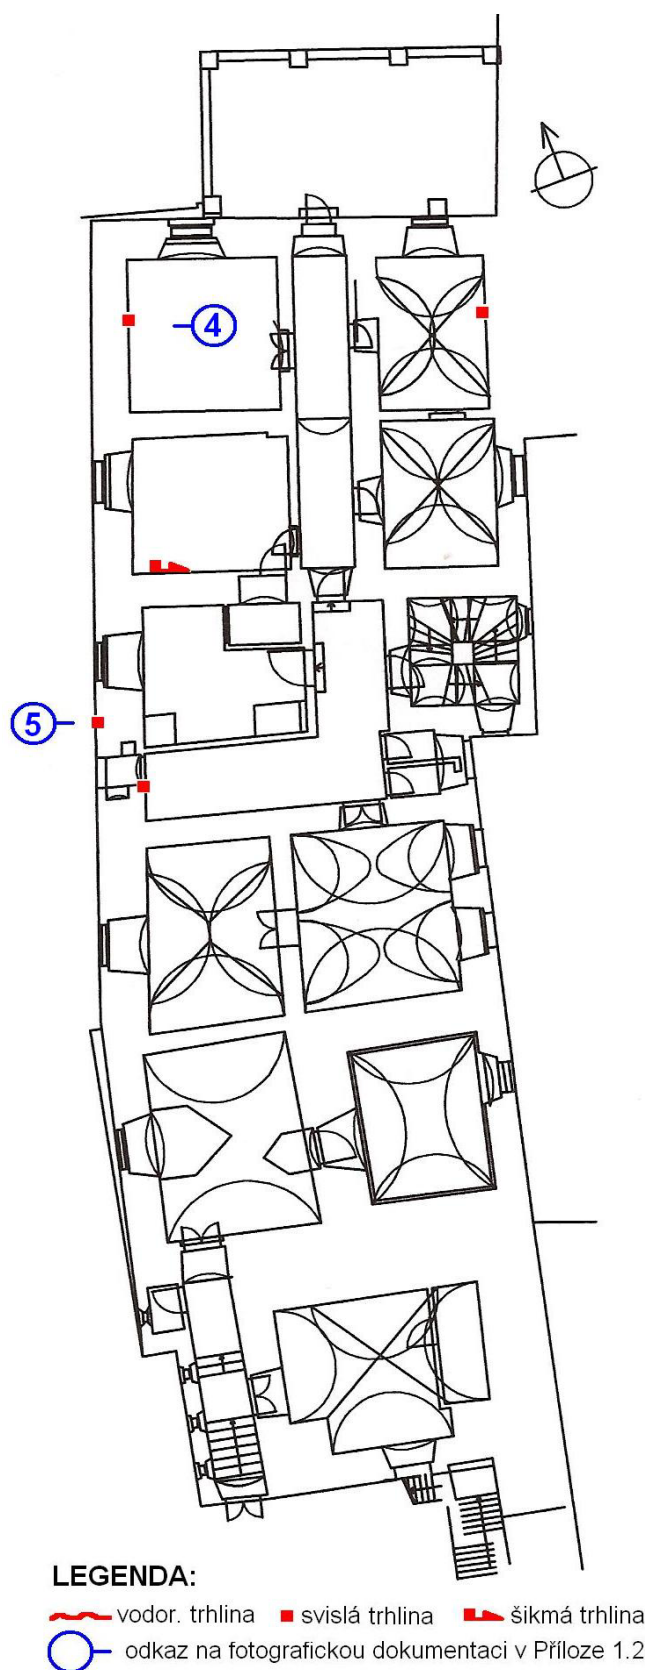 4
5
LEGENDA:
vodor. trhlina svislá trhlina šikmá trhlina
odkaz na fotografickou dokumentaci v Příloze 1.2